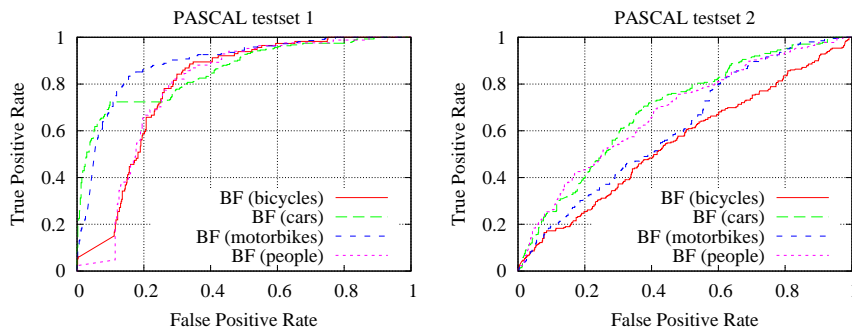 PASCAL testset 1
True Positive Rate
1
0.8
0.6
0.4
0.2
0
BF (bicycles)
BF (cars)
BF (motorbikes)
BF (people)
0 0.2 0.4 0.6 0.8 1
False Positive Rate
PASCAL testset 2
True Positive Rate
1
0.8
0.6
0.4
0.2
0
BF (bicycles)
BF (cars)
BF (motorbikes)
BF (people)
0 0.2 0.4 0.6 0.8 1
False Positive Rate